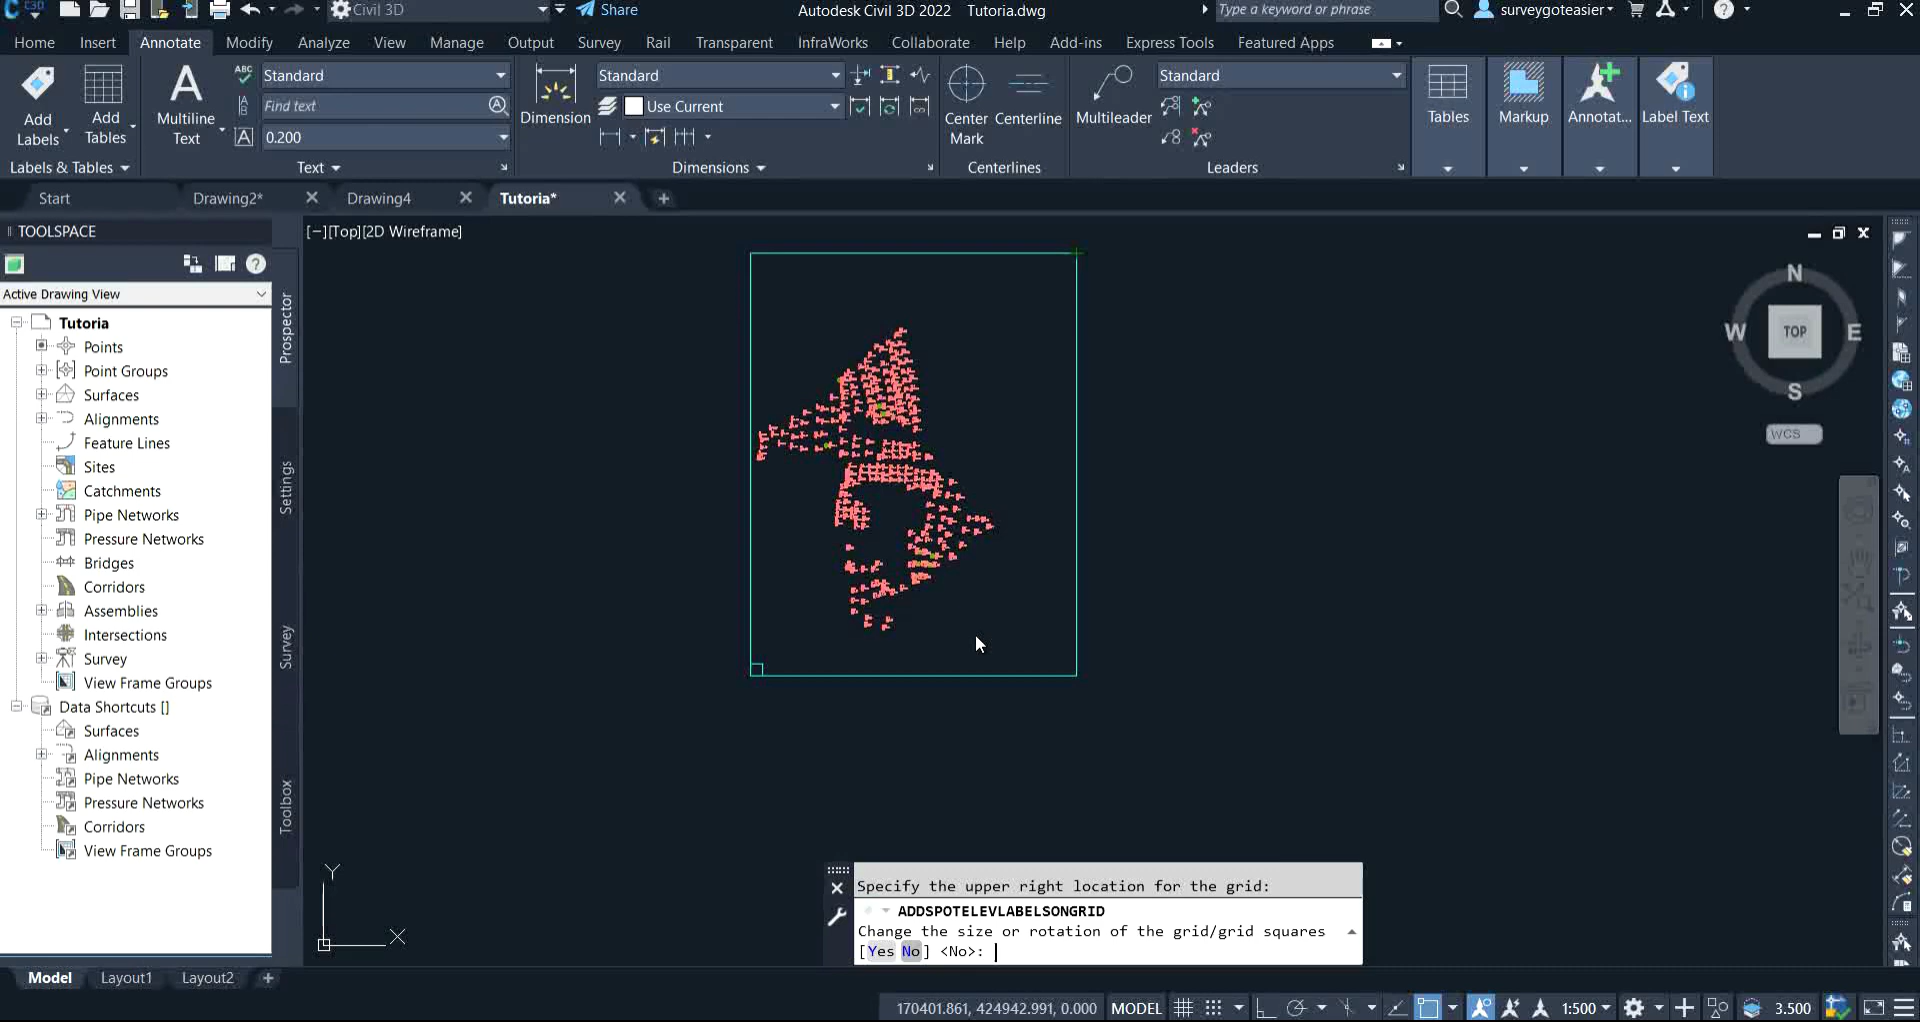 C3D Civil 3D Share Autodesk Civil 3D 2022 Tutoria.dwg Type a keyword or phrase surveygoteasier
Home Insert Annotate Modify Analyze View Manage Output Survey Rail Transparent InfraWorks Collaborate Help Add-ins Express Tools Featured Apps
Add Labels
Add Tables
Labels & Tables
Multiline Text
ABC Standard
Find text
A 0.200
Text
Dimension
Standard
Use Current
Dimensions
Center Mark
Centerline
Centerlines
Multileader
Standard
Leaders
Tables
Markup
Annotat...
Label Text
Start Drawing2* Drawing4 Tutoria*
TOOLSPACE
Active Drawing View
Tutoria
Points
Point Groups
Surfaces
Alignments
Feature Lines
Sites
Catchments
Pipe Networks
Pressure Networks
Bridges
Corridors
Assemblies
Intersections
Survey
View Frame Groups
Data Shortcuts []
Surfaces
Alignments
Pipe Networks
Pressure Networks
Corridors
View Frame Groups
Prospector
Settings
Survey
Toolbox
[−][Top][2D Wireframe]
N
W TOP E
S
WCS
Y
X
Specify the upper right location for the grid:
ADDSPOTELEVLABELSONGRID
Change the size or rotation of the grid/grid squares
[Yes No] <No>:
Model Layout1 Layout2
170401.861, 424942.991, 0.000 MODEL 1:500 3.500